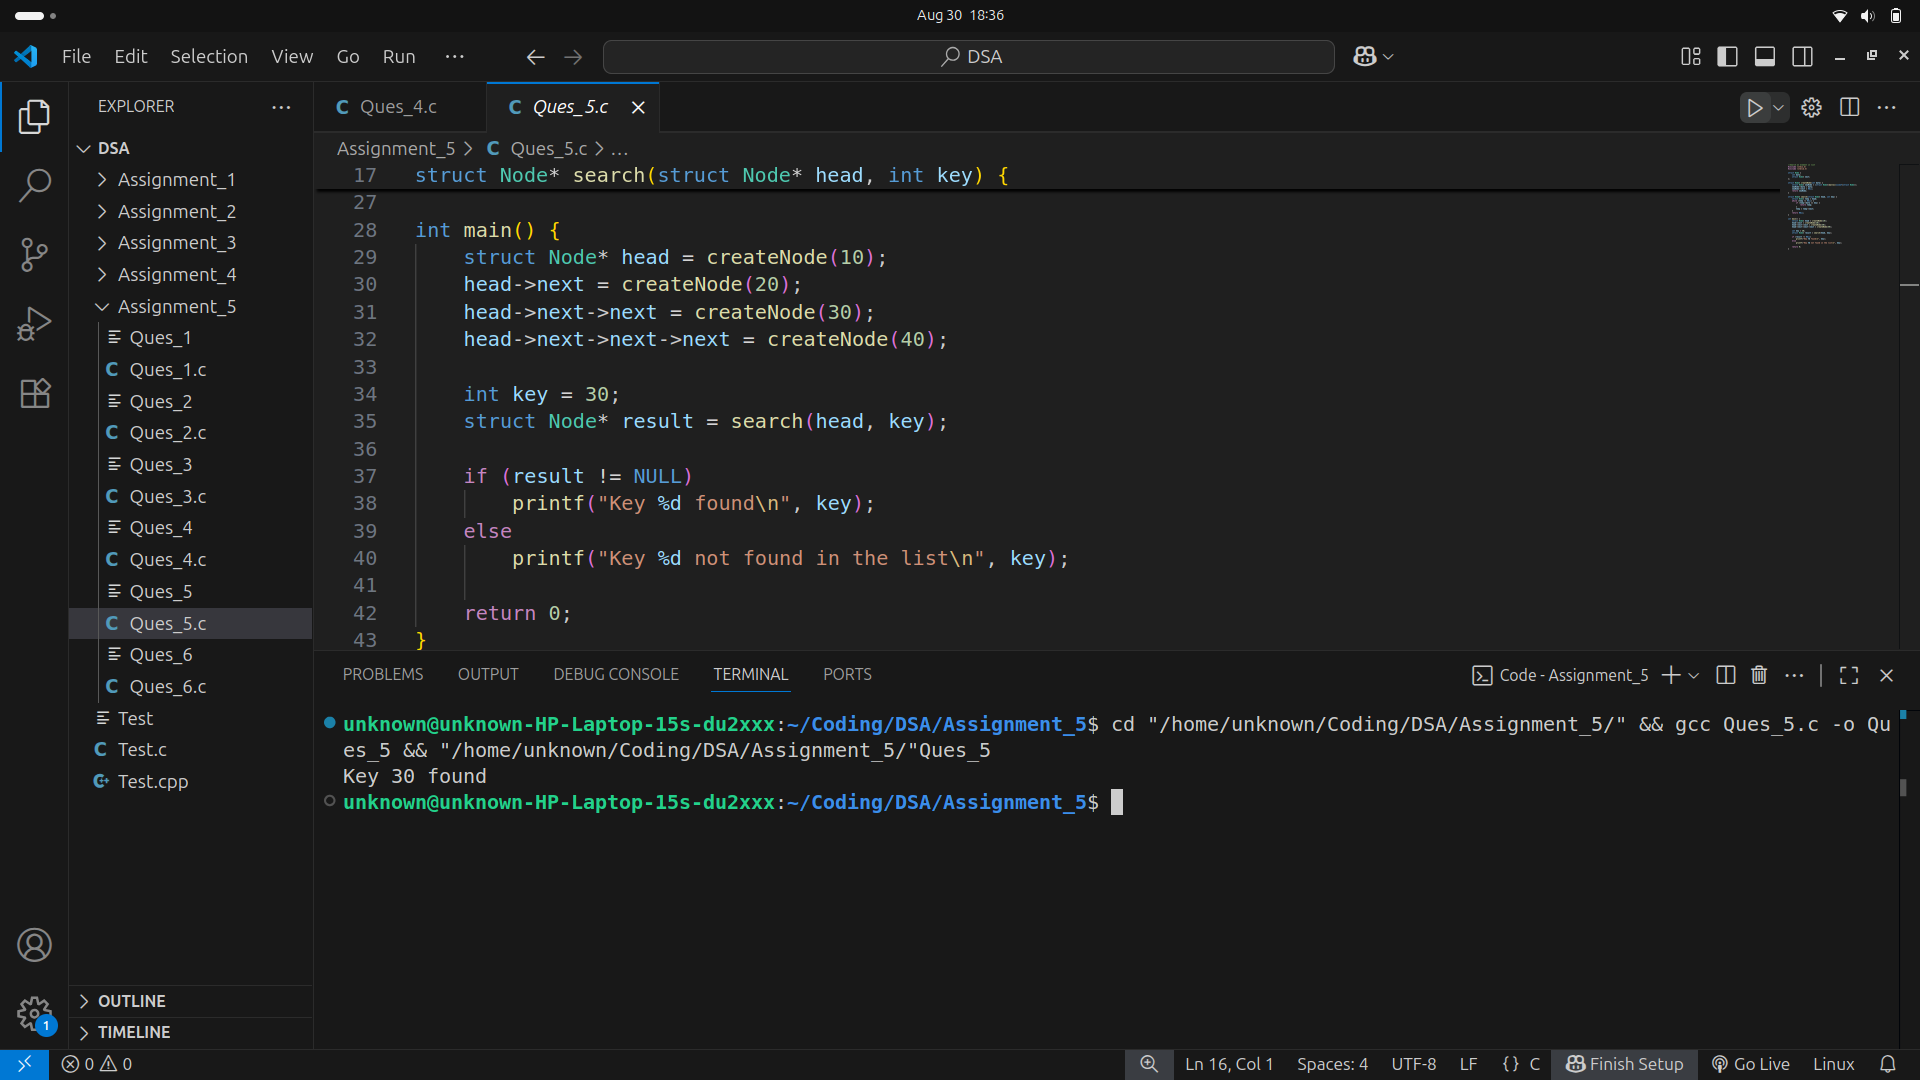 Aug 30 18:36
File Edit Selection View Go Run ···
DSA
EXPLORER ···
DSA
Assignment_1
Assignment_2
Assignment_3
Assignment_4
Assignment_5
Ques_1
C Ques_1.c
Ques_2
C Ques_2.c
Ques_3
C Ques_3.c
Ques_4
C Ques_4.c
Ques_5
C Ques_5.c
Ques_6
C Ques_6.c
Test
C Test.c
Test.cpp
OUTLINE
TIMELINE
1
C Ques_4.c
C Ques_5.c
Assignment_5 > C Ques_5.c > ...
17 struct Node* search(struct Node* head, int key) {
27
28 int main() {
29 struct Node* head = createNode(10);
30 head->next = createNode(20);
31 head->next->next = createNode(30);
32 head->next->next->next = createNode(40);
33
34 int key = 30;
35 struct Node* result = search(head, key);
36
37 if (result != NULL)
38 printf("Key %d found\n", key);
39 else
40 printf("Key %d not found in the list\n", key);
41
42 return 0;
43 }
PROBLEMS OUTPUT DEBUG CONSOLE TERMINAL PORTS
Code - Assignment_5
unknown@unknown-HP-Laptop-15s-du2xxx:~/Coding/DSA/Assignment_5$ cd "/home/unknown/Coding/DSA/Assignment_5/" && gcc Ques_5.c -o Qu
es_5 && "/home/unknown/Coding/DSA/Assignment_5/"Ques_5
Key 30 found
unknown@unknown-HP-Laptop-15s-du2xxx:~/Coding/DSA/Assignment_5$
0 0
Ln 16, Col 1 Spaces: 4 UTF-8 LF {} C Finish Setup Go Live Linux